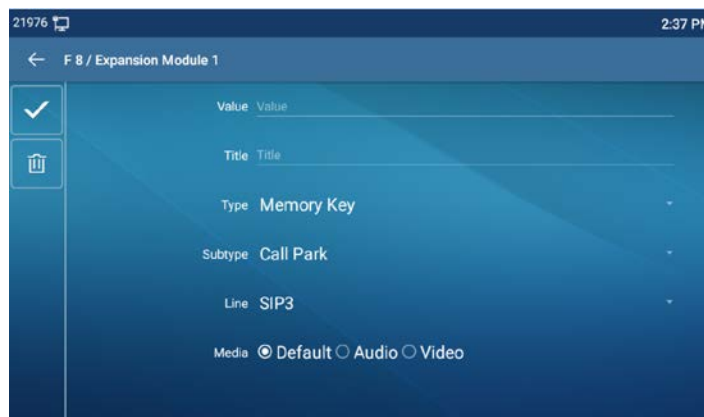 21976 2:37 PM
F 8 / Expansion Module 1
Value Value
Title Title
Type Memory Key
Subtype Call Park
Line SIP3
Media Default Audio Video